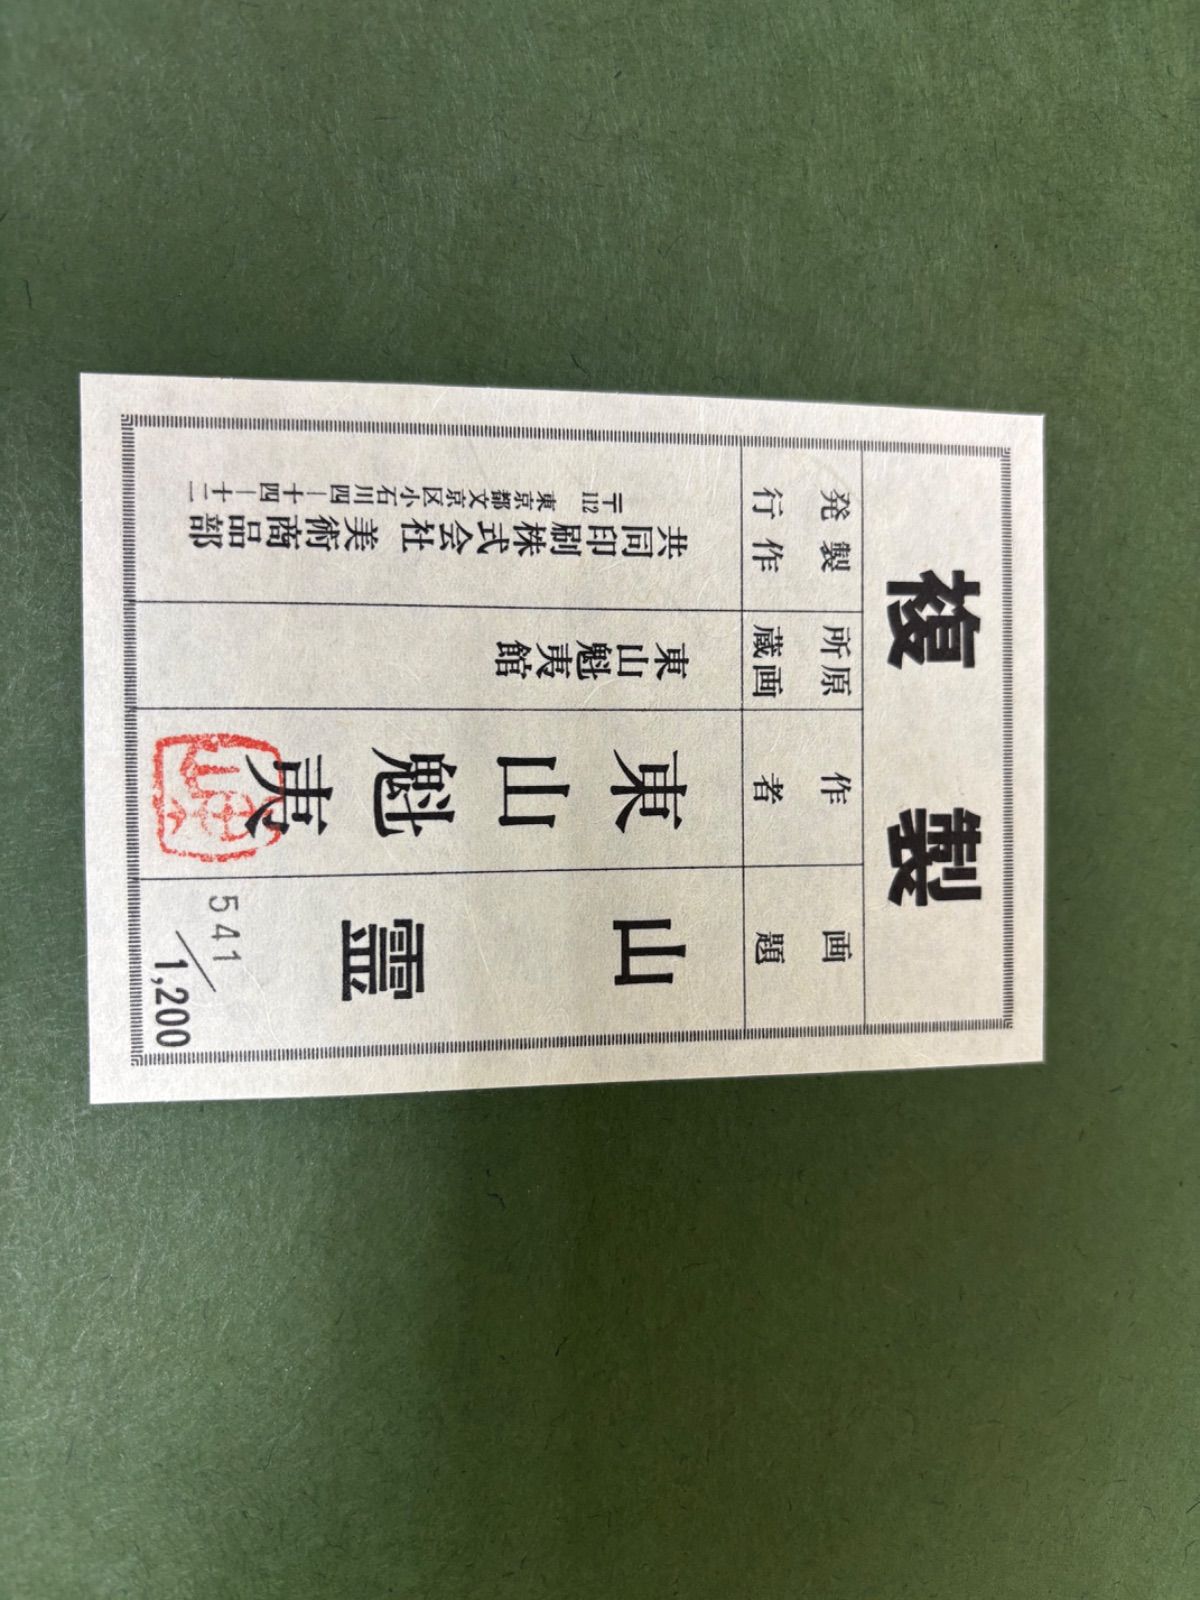 複製
画題
山霊
541/1,200
作者
東山魁夷
原画
所蔵
東山魁夷館
製作
発行
共同印刷株式会社 美術商品部
〒112 東京都文京区小石川四―十四―十二